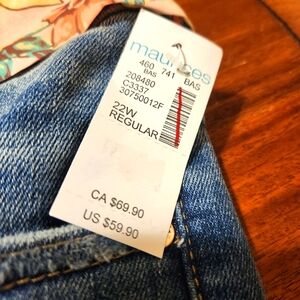 maurices
460 741 BAS
BAS
208480
C3337
30750012F
22W
REGULAR
CA $69.90
US $59.90